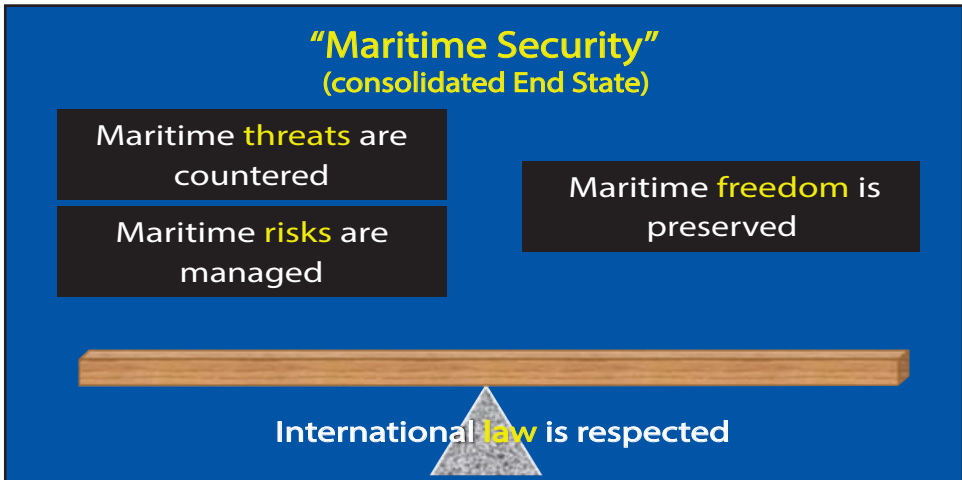 “Maritime Security”
(consolidated End State)
Maritime threats are
countered
Maritime risks are
managed
Maritime freedom is
preserved
International law is respected